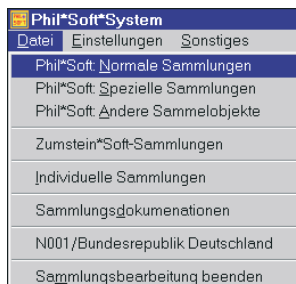 Phil*Soft*System
Datei Einstellungen Sonstiges
Phil*Soft: Normale Sammlungen
Phil*Soft: Spezielle Sammlungen
Phil*Soft: Andere Sammelobjekte
Zumstein*Soft-Sammlungen
Individuelle Sammlungen
Sammlungsdokumenationen
N001/Bundesrepublik Deutschland
Sammlungsbearbeitung beenden